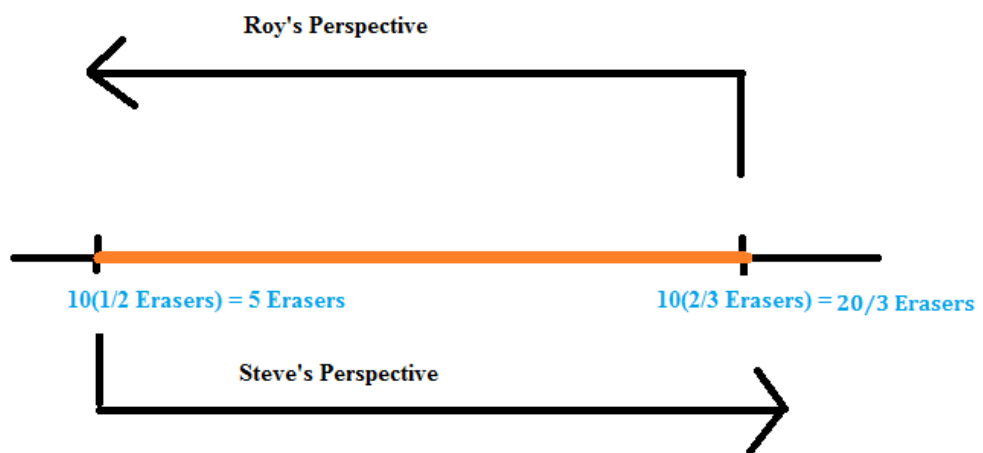 Roy's Perspective
10(1/2 Erasers) = 5 Erasers
10(2/3 Erasers) = 20/3 Erasers
Steve's Perspective